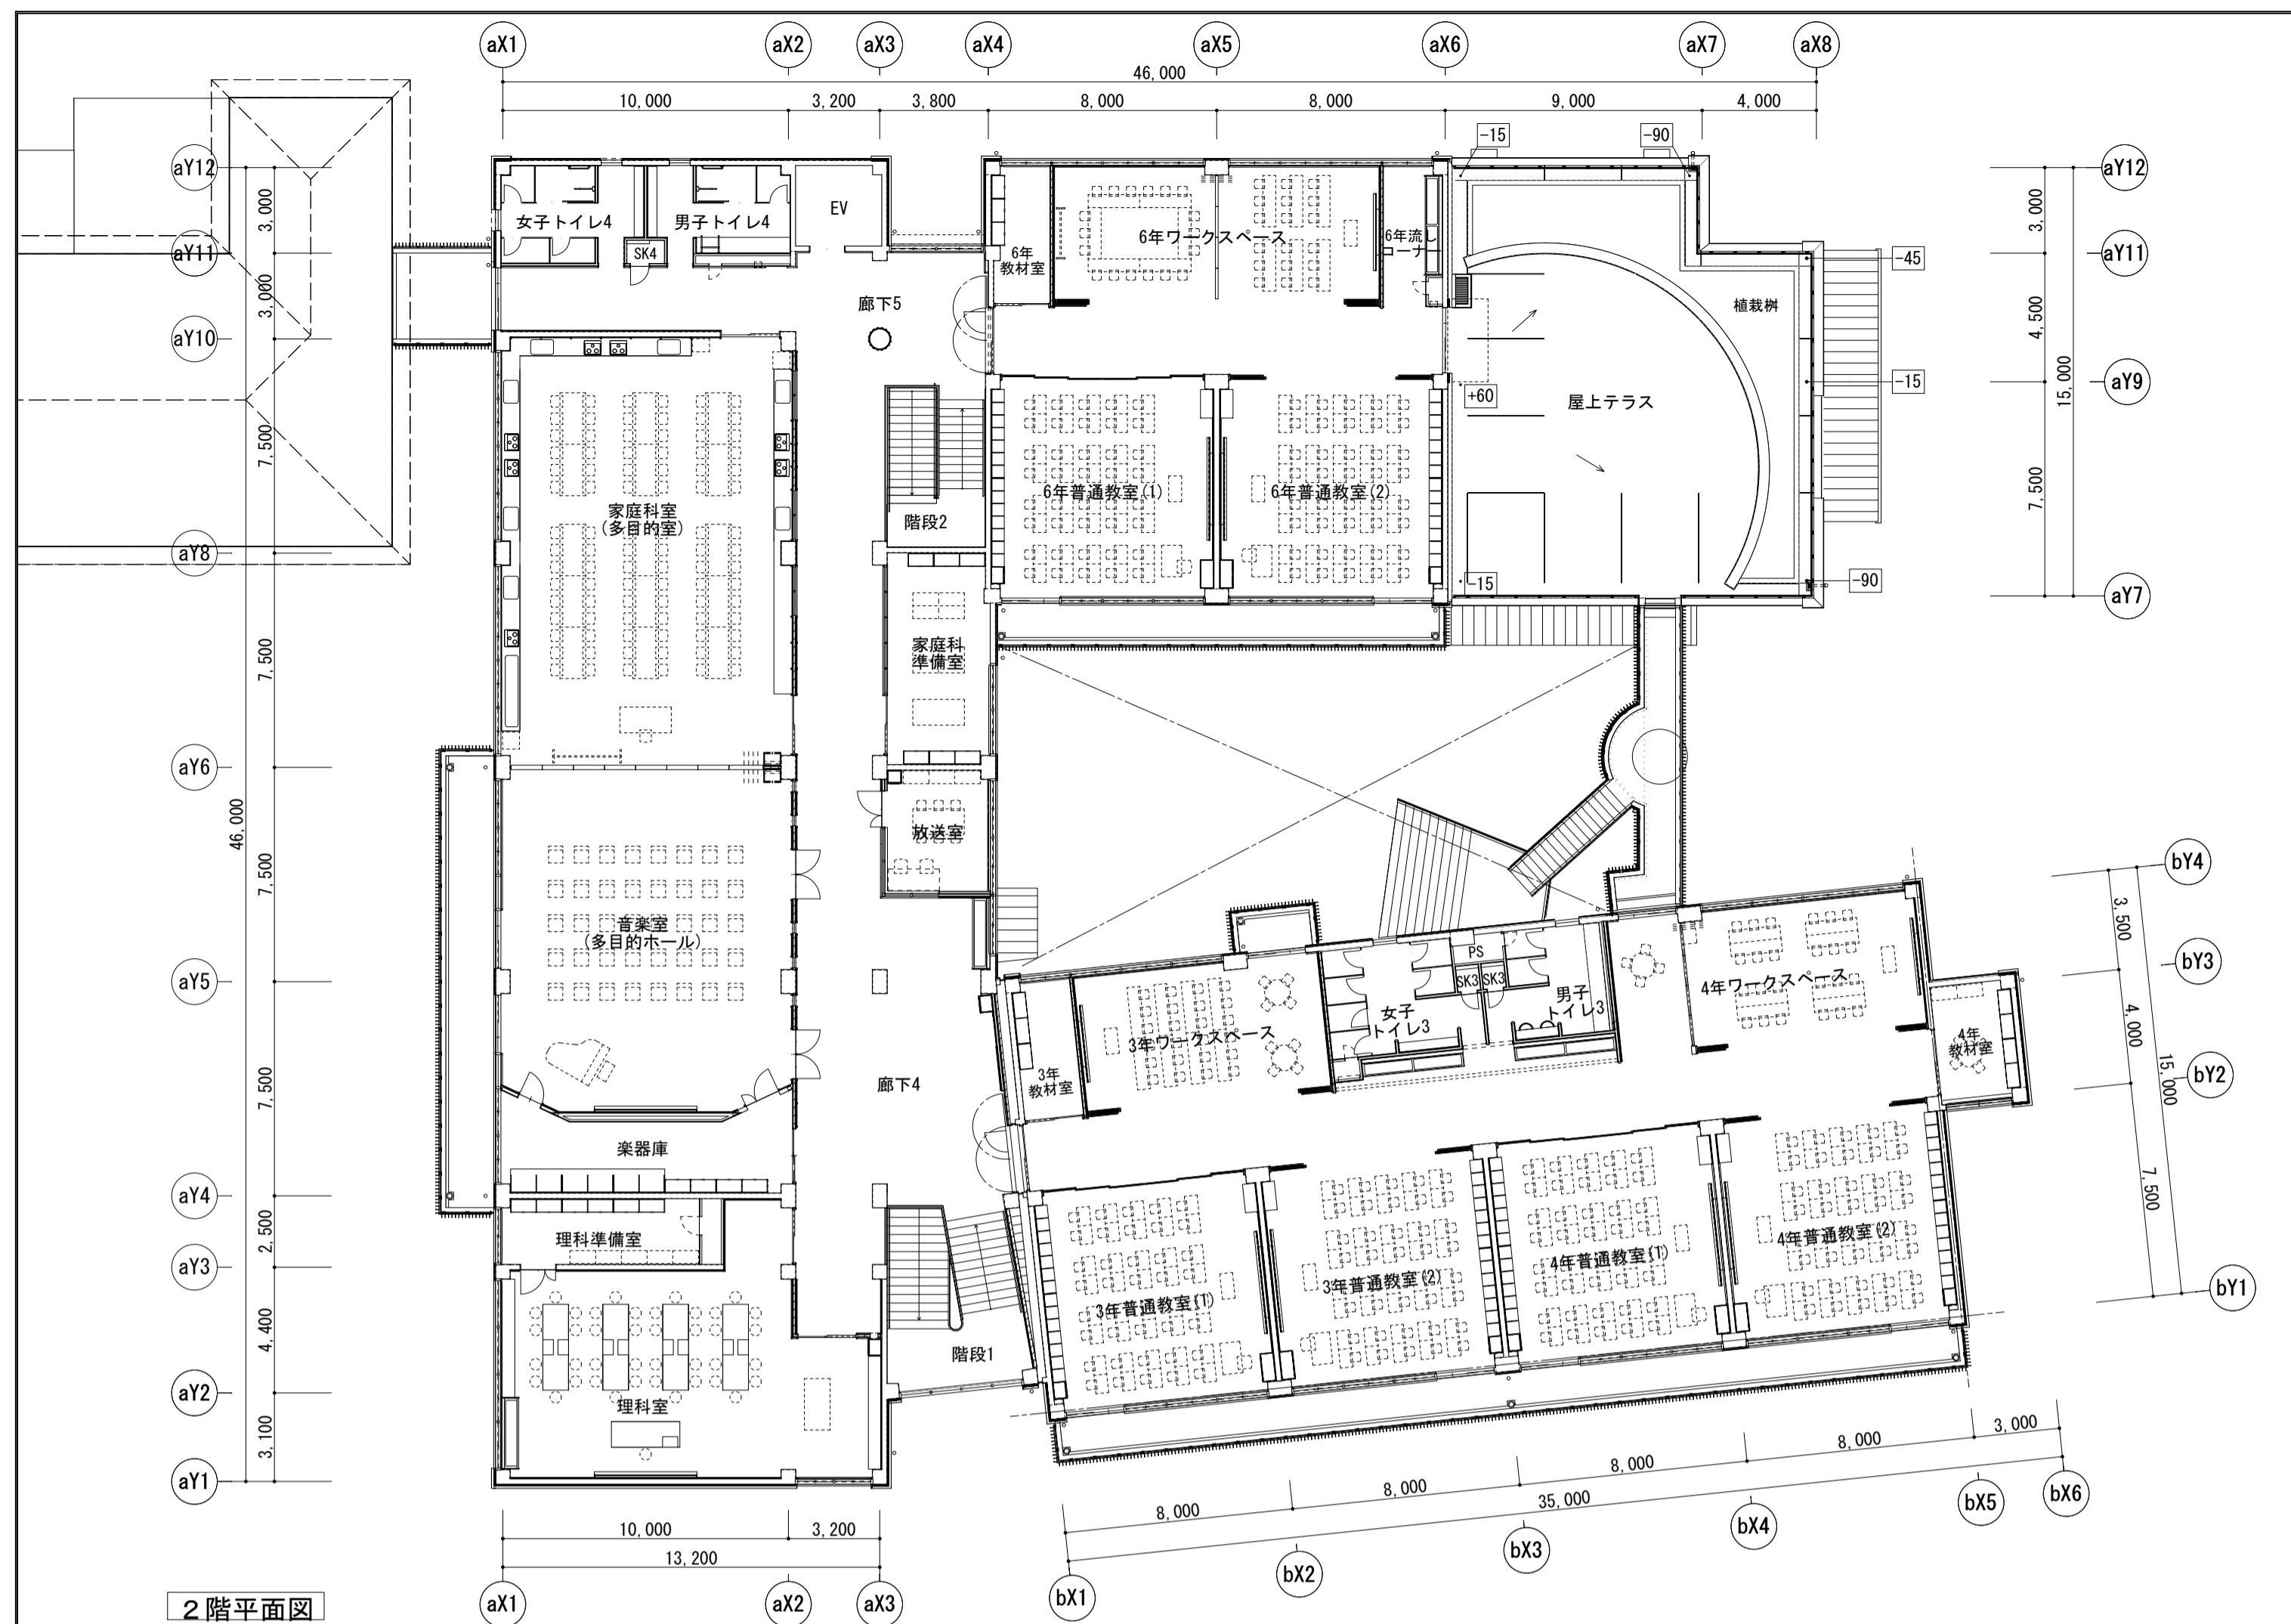 aX1
aX2
aX3
aX4
aX5
aX6
aX7
aX8
46,000
10,000
3,200
3,800
8,000
8,000
9,000
4,000
-15
-90
aY12
aY11
aY10
aY8
aY6
aY5
aY4
aY3
aY2
aY1
3,000
3,000
7,500
7,500
7,500
7,500
2,500
4,400
3,100
46,000
aY12
aY11
aY9
aY7
3,000
4,500
7,500
15,000
女子トイレ4
男子トイレ4
SK4
EV
廊下5
6年
教材室
6年ワークスペース
6年流し
ーナー
-45
植栽桝
-15
+60
屋上テラス
家庭科室
(多目的室)
階段2
6年普通教室(1)
6年普通教室(2)
-15
-90
家庭科
準備室
放送室
音楽室
(多目的ホール)
廊下4
楽器庫
理科準備室
理科室
階段1
3年
教材室
3年ワークスペース
女子
トイレ3
PS
SK3
SK3
男子
トイレ3
4年ワークスペース
4年
教材室
3年普通教室(1)
3年普通教室(2)
4年普通教室(1)
4年普通教室(2)
bY4
bY3
bY2
bY1
3,500
4,000
7,500
15,000
8,000
8,000
8,000
8,000
3,000
35,000
bX1
bX2
bX3
bX4
bX5
bX6
10,000
3,200
13,200
aX1
aX2
aX3
2階平面図